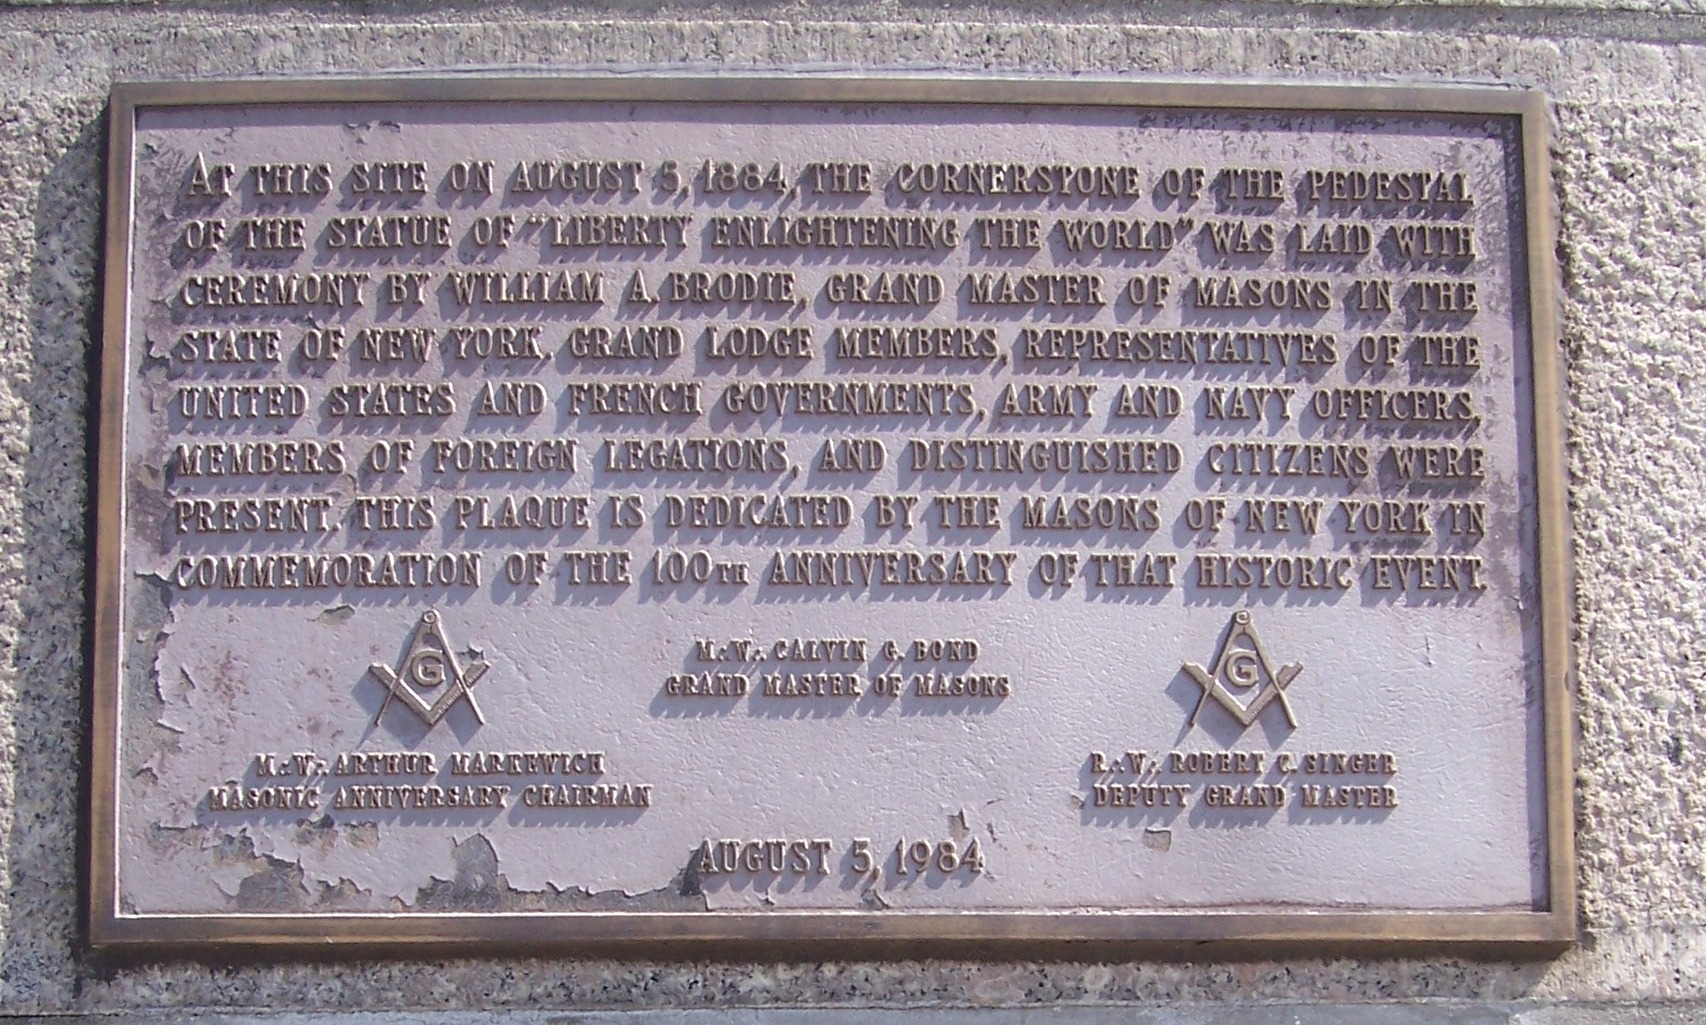 AT THIS SITE ON AUGUST 5, 1884, THE CORNERSTONE OF THE PEDESTAL
OF THE STATUE OF "LIBERTY ENLIGHTENING THE WORLD" WAS LAID WITH
CEREMONY BY WILLIAM A. BRODIE, GRAND MASTER OF MASONS IN THE
STATE OF NEW YORK. GRAND LODGE MEMBERS, REPRESENTATIVES OF THE
UNITED STATES AND FRENCH GOVERNMENTS, ARMY AND NAVY OFFICERS,
MEMBERS OF FOREIGN LEGATIONS, AND DISTINGUISHED CITIZENS WERE
PRESENT. THIS PLAQUE IS DEDICATED BY THE MASONS OF NEW YORK IN
COMMEMORATION OF THE 100TH ANNIVERSARY OF THAT HISTORIC EVENT.
G
G
M∴W∴ CALVIN G. BOND
GRAND MASTER OF MASONS
M∴W∴ ARTHUR MARKEWICH
MASONIC ANNIVERSARY CHAIRMAN
R∴W∴ ROBERT C. SINGER
DEPUTY GRAND MASTER
AUGUST 5, 1984